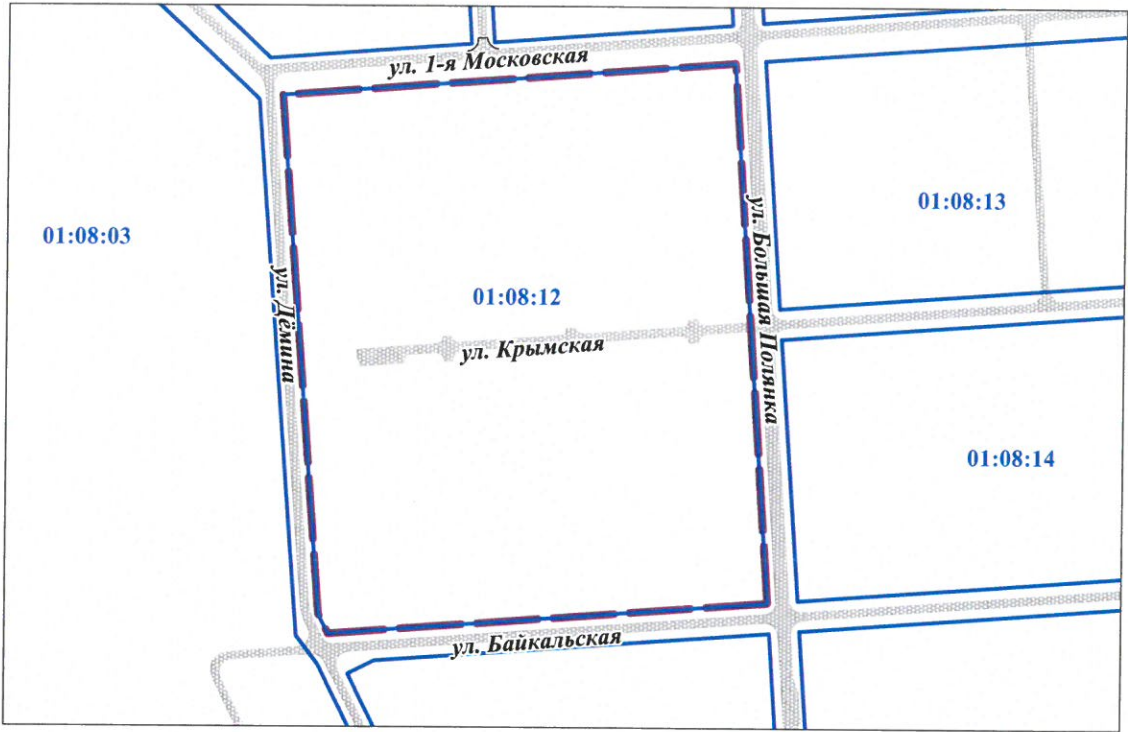 ул. 1-я Московская
01:08:13
ул. Большая Полянка
01:08:03
ул. Дёмина
01:08:12
ул. Крымская
01:08:14
ул. Байкальская